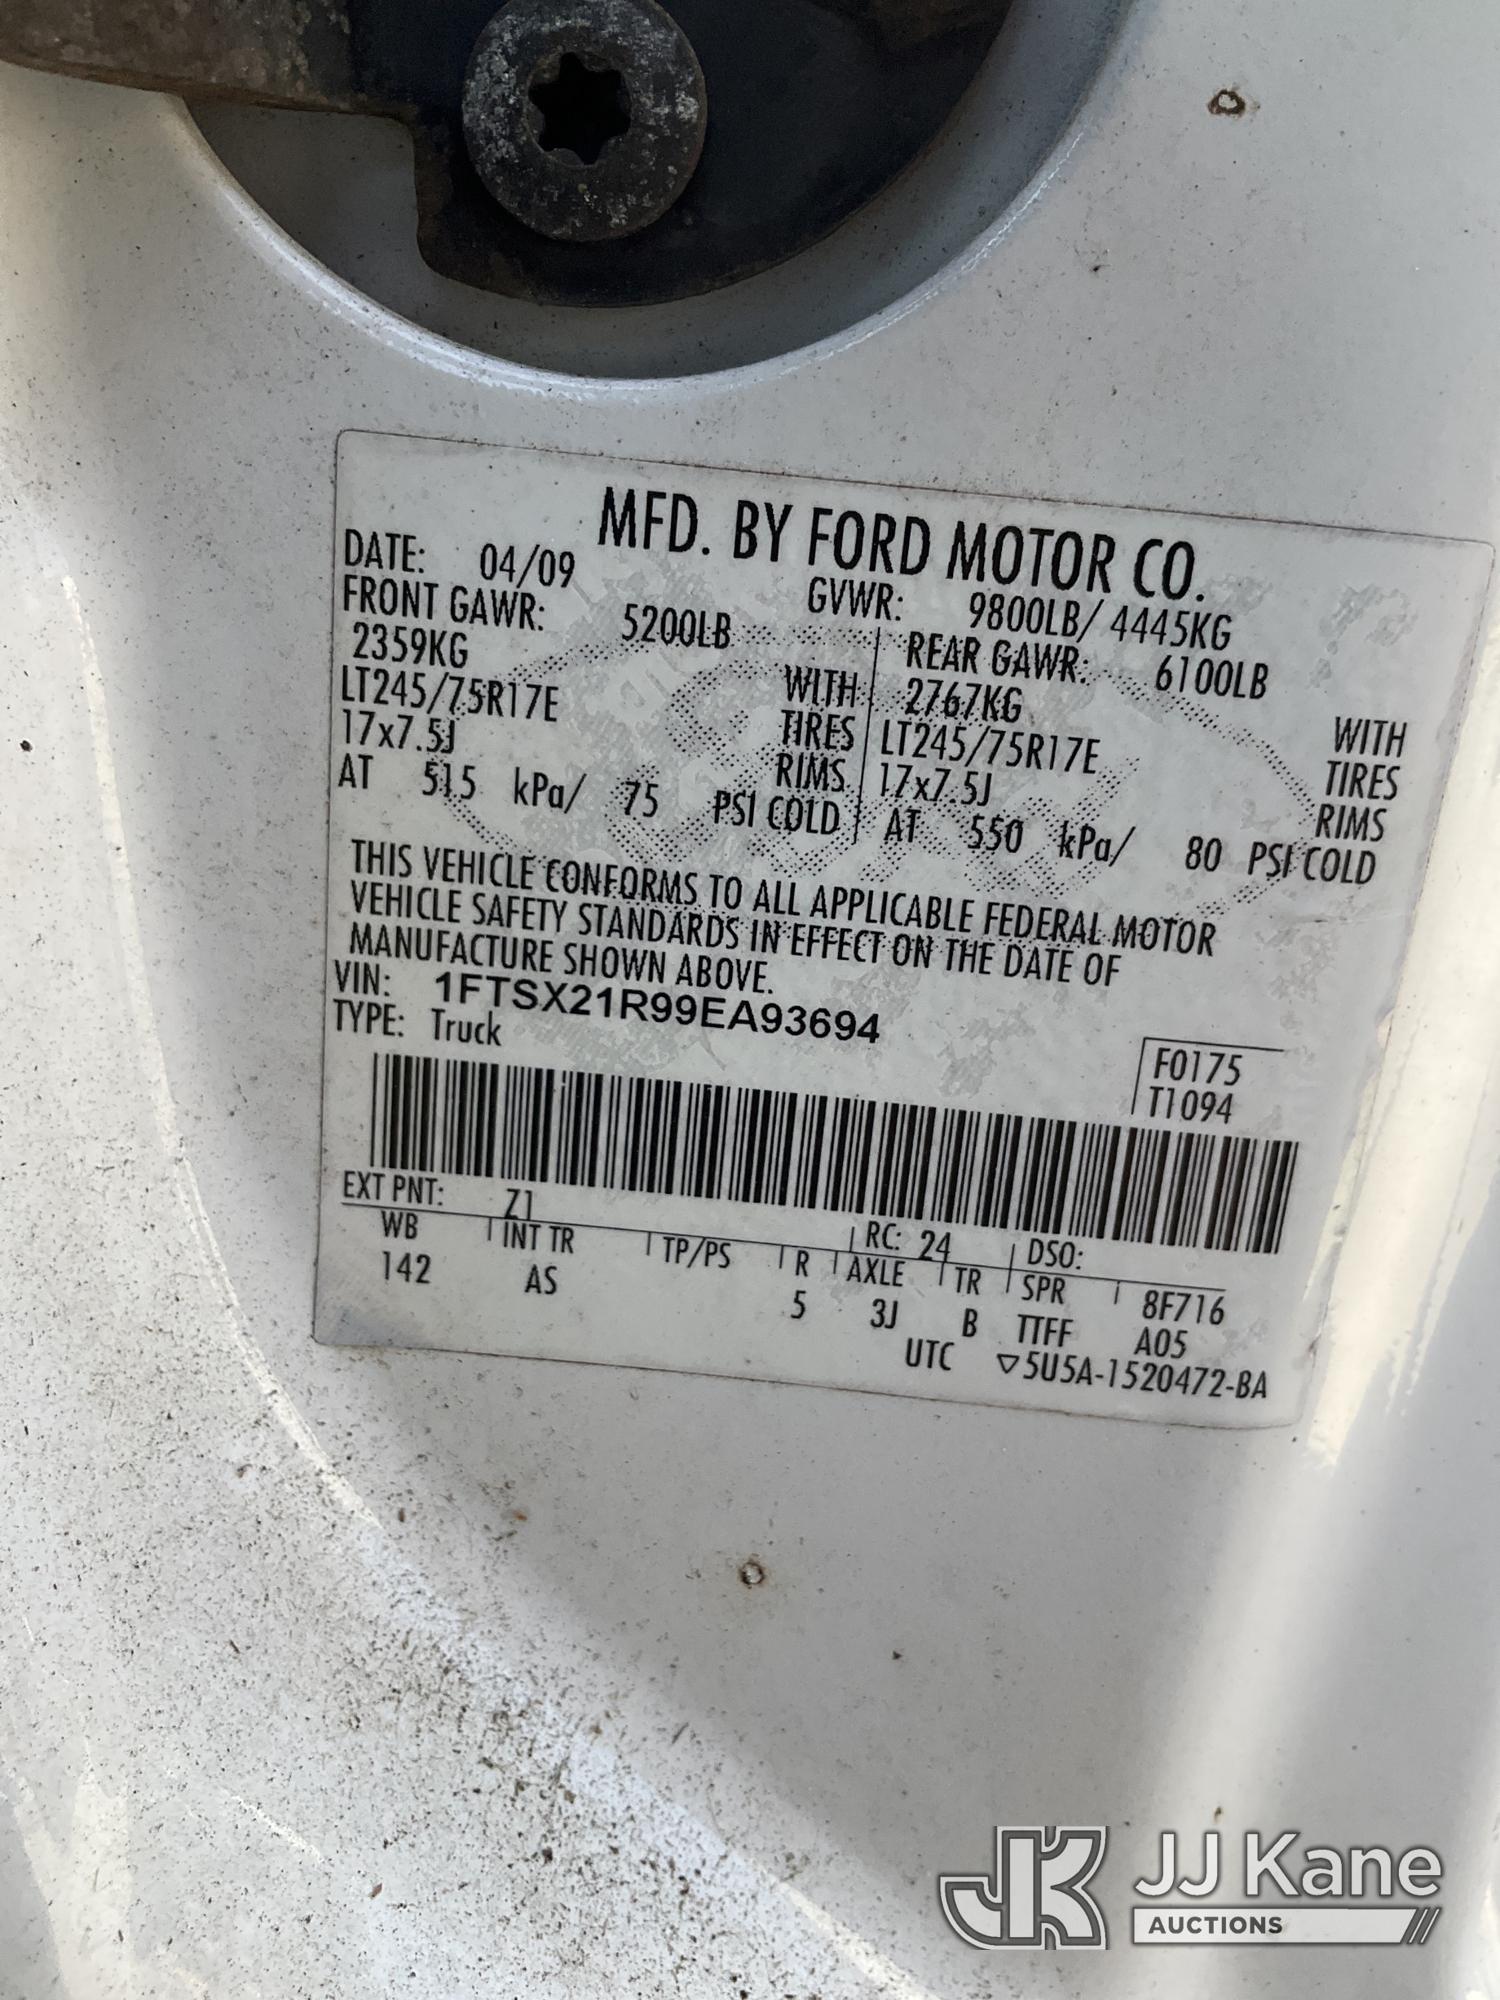 MFD. BY FORD MOTOR CO.
DATE: 04/09 GVWR: 9800LB/ 4445KG
FRONT GAWR: 5200LB REAR GAWR: 6100LB
2359KG WITH 2767KG WITH
LT245/75R17E TIRES LT245/75R17E TIRES
17x7.5J RIMS 17x7.5J RIMS
AT 515 kPa/ 75 PSI COLD AT 550 kPa/ 80 PSI COLD
THIS VEHICLE CONFORMS TO ALL APPLICABLE FEDERAL MOTOR
VEHICLE SAFETY STANDARDS IN EFFECT ON THE DATE OF
MANUFACTURE SHOWN ABOVE.
VIN: 1FTSX21R99EA93694
TYPE: Truck
F0175
T1094
EXT PNT: Z1 RC: 24 DSO:
WB INT TR TP/PS R AXLE TR SPR 8F716
142 AS 5 3J B TTFF A05
UTC ▽5U5A-1520472-BA
JK JJ Kane
AUCTIONS